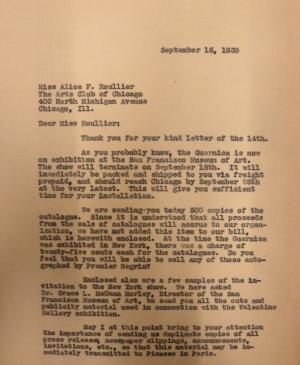 September 16, 1939
Miss Alice F. Roullier
The Arts Club of Chicago
400 North Michigan Avenue
Chicago, Ill.
Dear Miss Roullier:
Thank you for your kind letter of the 14th.
As you probably know, the Guernica is now
on exhibition at the San Francisco Museum of Art.
The show will terminate on September 18th. It will
immediately be packed and shipped to you via freight
prepaid, and should reach Chicago by September 25th
at the very latest. This will give you sufficient
time for your installation.
We are sending you today 500 copies of the
catalogue. Since it is understood that all proceeds
from the sale of catalogues will accrue to our organ-
ization, we have not added this item to our bill,
which is herewith enclosed. At the time the Guernica
was exhibited in New York, there was a charge of
twenty-five cents each for the catalogues. Do you
feel that you will be able to sell any of those auto-
graphed by Premier Negrin?
Enclosed also are a few samples of the in-
vitation to the New York show. We have asked
Dr. Grace L. McCann Morley, Director of the San
Francisco Museum of Art, to send you all the cuts and
publicity material used in connection with the Valentine
Gallery exhibition.
May I at this point bring to your attention
the importance of sending us duplicate copies of all
press releases, newspaper clippings, announcements,
invitations, etc., so that this material may be im-
mediately transmitted to Picasso in Paris.